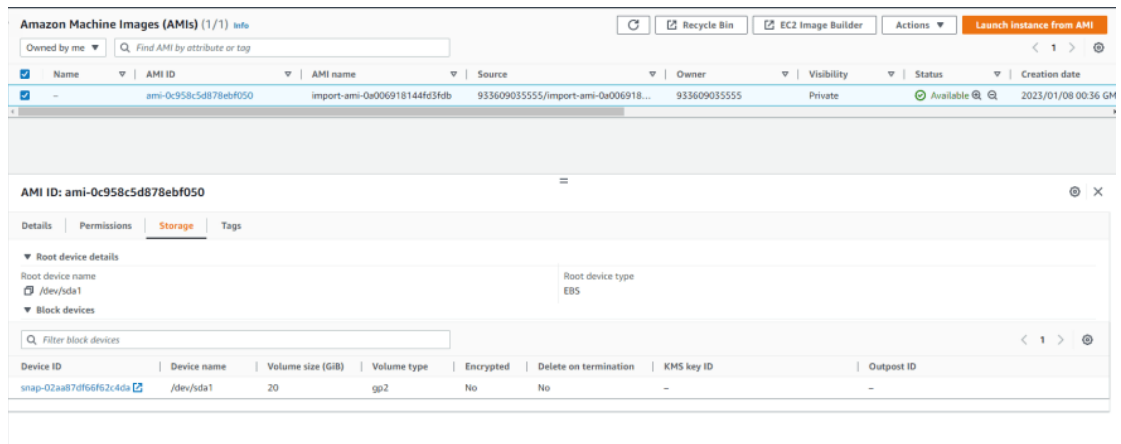 Amazon Machine Images (AMIs) (1/1) Info
Recycle Bin
EC2 Image Builder
Actions
Launch instance from AMI
Owned by me
Find AMI by attribute or tag
1
Name AMI ID AMI name Source Owner Visibility Status Creation date
– ami-0c958c5d878ebf050 import-ami-0a006918144fd3fdb 933609035555/import-ami-0a006918... 933609035555 Private Available 2023/01/08 00:36 GM
AMI ID: ami-0c958c5d878ebf050
Details Permissions Storage Tags
Root device details
Root device name Root device type
/dev/sda1 EBS
Block devices
Filter block devices
1
Device ID Device name Volume size (GiB) Volume type Encrypted Delete on termination KMS key ID Outpost ID
snap-02aa87df66f62c4da /dev/sda1 20 gp2 No No – –